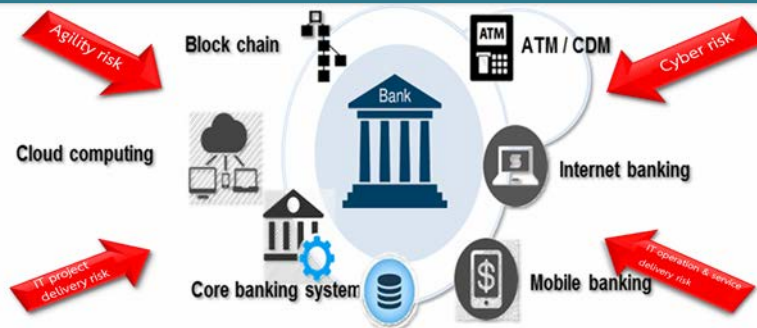 Agility risk
Block chain
ATM
ATM / CDM
Cyber risk
Bank
Cloud computing
Internet banking
IT project
delivery risk
Core banking system
$
Mobile banking
IT operation & service
delivery risk